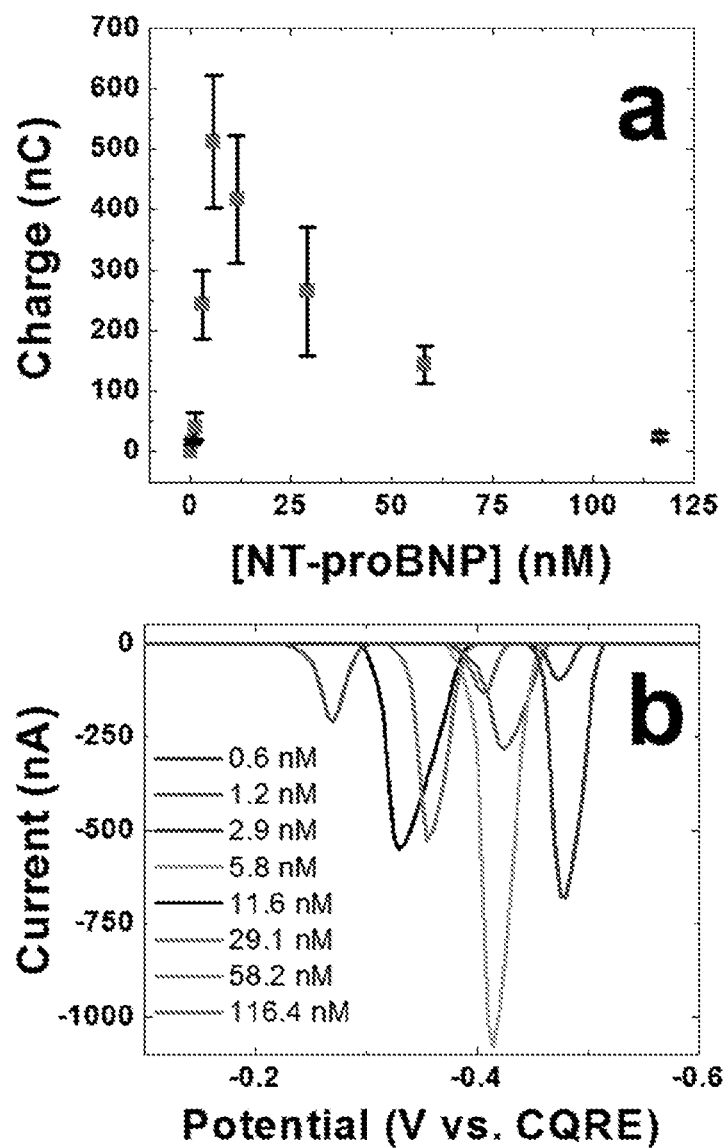 700
600
500
400
300
200
100
0
Charge (nC)
a
0 25 50 75 100 125
[NT-proBNP] (nM)
0
-250
-500
-750
-1000
Current (nA)
b
0.6 nM
1.2 nM
2.9 nM
5.8 nM
11.6 nM
29.1 nM
58.2 nM
116.4 nM
-0.2 -0.4 -0.6
Potential (V vs. CQRE)